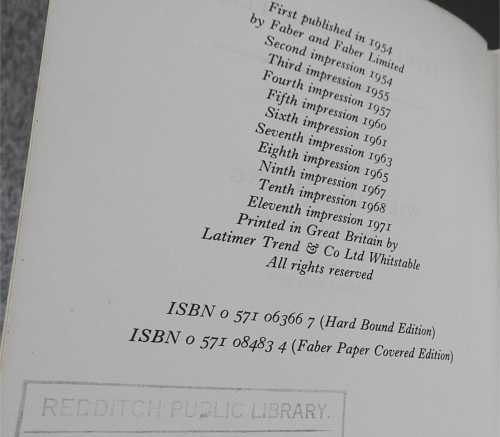 First published in 1954
by Faber and Faber Limited
Second impression 1954
Third impression 1955
Fourth impression 1957
Fifth impression 1960
Sixth impression 1961
Seventh impression 1963
Eighth impression 1965
Ninth impression 1967
Tenth impression 1968
Eleventh impression 1971
Printed in Great Britain by
Latimer Trend & Co Ltd Whitstable
All rights reserved
ISBN 0 571 06366 7 (Hard Bound Edition)
ISBN 0 571 08483 4 (Faber Paper Covered Edition)
REDDITCH PUBLIC LIBRARY.